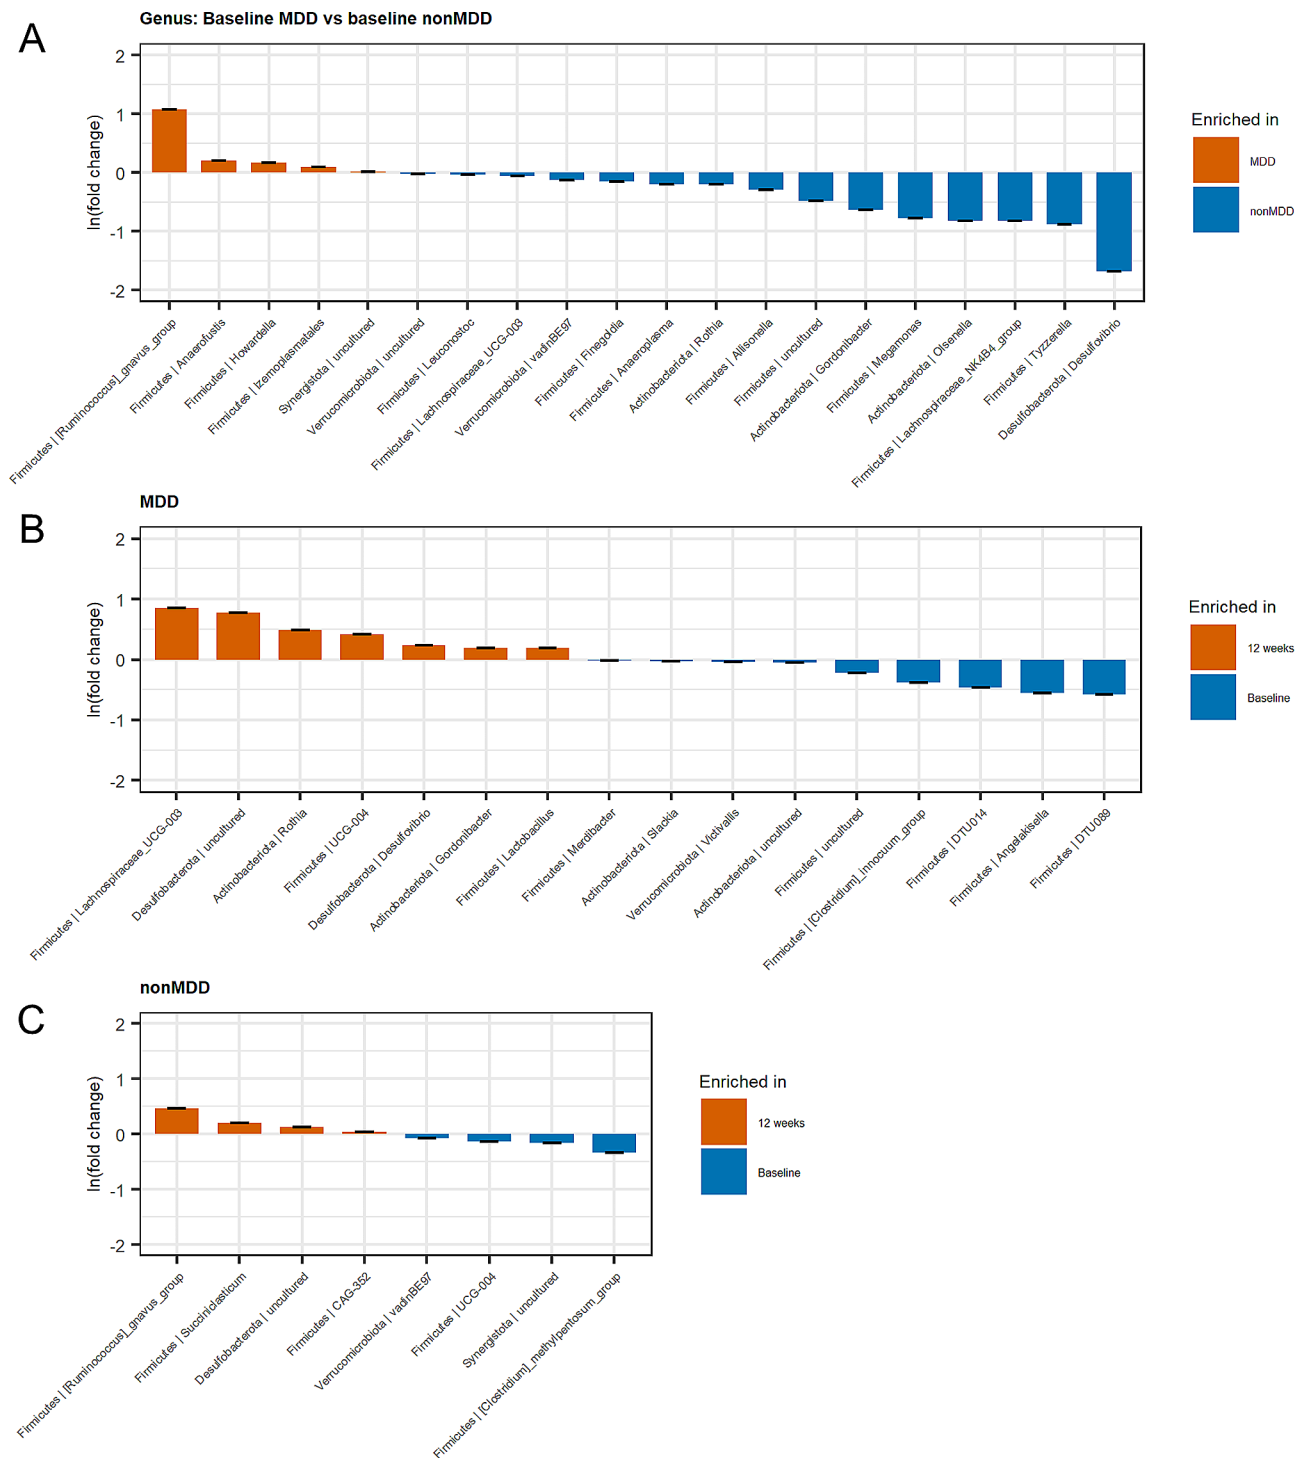 A
Genus: Baseline MDD vs baseline nonMDD
ln(fold change)
2
1
0
-1
-2
Firmicutes | [Ruminococcus]_gnavus_group
Firmicutes | Anaerofustis
Firmicutes | Howardella
Firmicutes | Izemoplasmatales
Synergistota | uncultured
Verrucomicrobiota | uncultured
Firmicutes | Leuconostoc
Firmicutes | Lachnospiraceae_UCG-003
Verrucomicrobiota | vadinBE97
Firmicutes | Finegoldia
Firmicutes | Anaeroplasma
Actinobacteriota | Rothia
Firmicutes | Allisonella
Firmicutes | uncultured
Actinobacteriota | Gordonibacter
Firmicutes | Megamonas
Actinobacteriota | Olsenella
Firmicutes | Lachnospiraceae_NK4B4_group
Firmicutes | Tyzzerella
Desulfobacterota | Desulfovibrio
Enriched in
MDD
nonMDD
B
MDD
ln(fold change)
2
1
0
-1
-2
Firmicutes | Lachnospiraceae_UCG-003
Desulfobacterota | uncultured
Actinobacteriota | Rothia
Firmicutes | UCG-004
Desulfobacterota | Desulfovibrio
Actinobacteriota | Gordonibacter
Firmicutes | Lactobacillus
Firmicutes | Merdibacter
Actinobacteriota | Slackia
Verrucomicrobiota | Victivallis
Actinobacteriota | uncultured
Firmicutes | uncultured
Firmicutes | [Clostridium]_innocuum_group
Firmicutes | DTU014
Firmicutes | Angelakisella
Firmicutes | DTU089
Enriched in
12 weeks
Baseline
C
nonMDD
ln(fold change)
2
1
0
-1
-2
Firmicutes | [Ruminococcus]_gnavus_group
Firmicutes | Succiniclasticum
Desulfobacterota | uncultured
Firmicutes | CAG-352
Verrucomicrobiota | vadinBE97
Firmicutes | UCG-004
Synergistota | uncultured
Firmicutes | [Clostridium]_methylpentosum_group
Enriched in
12 weeks
Baseline